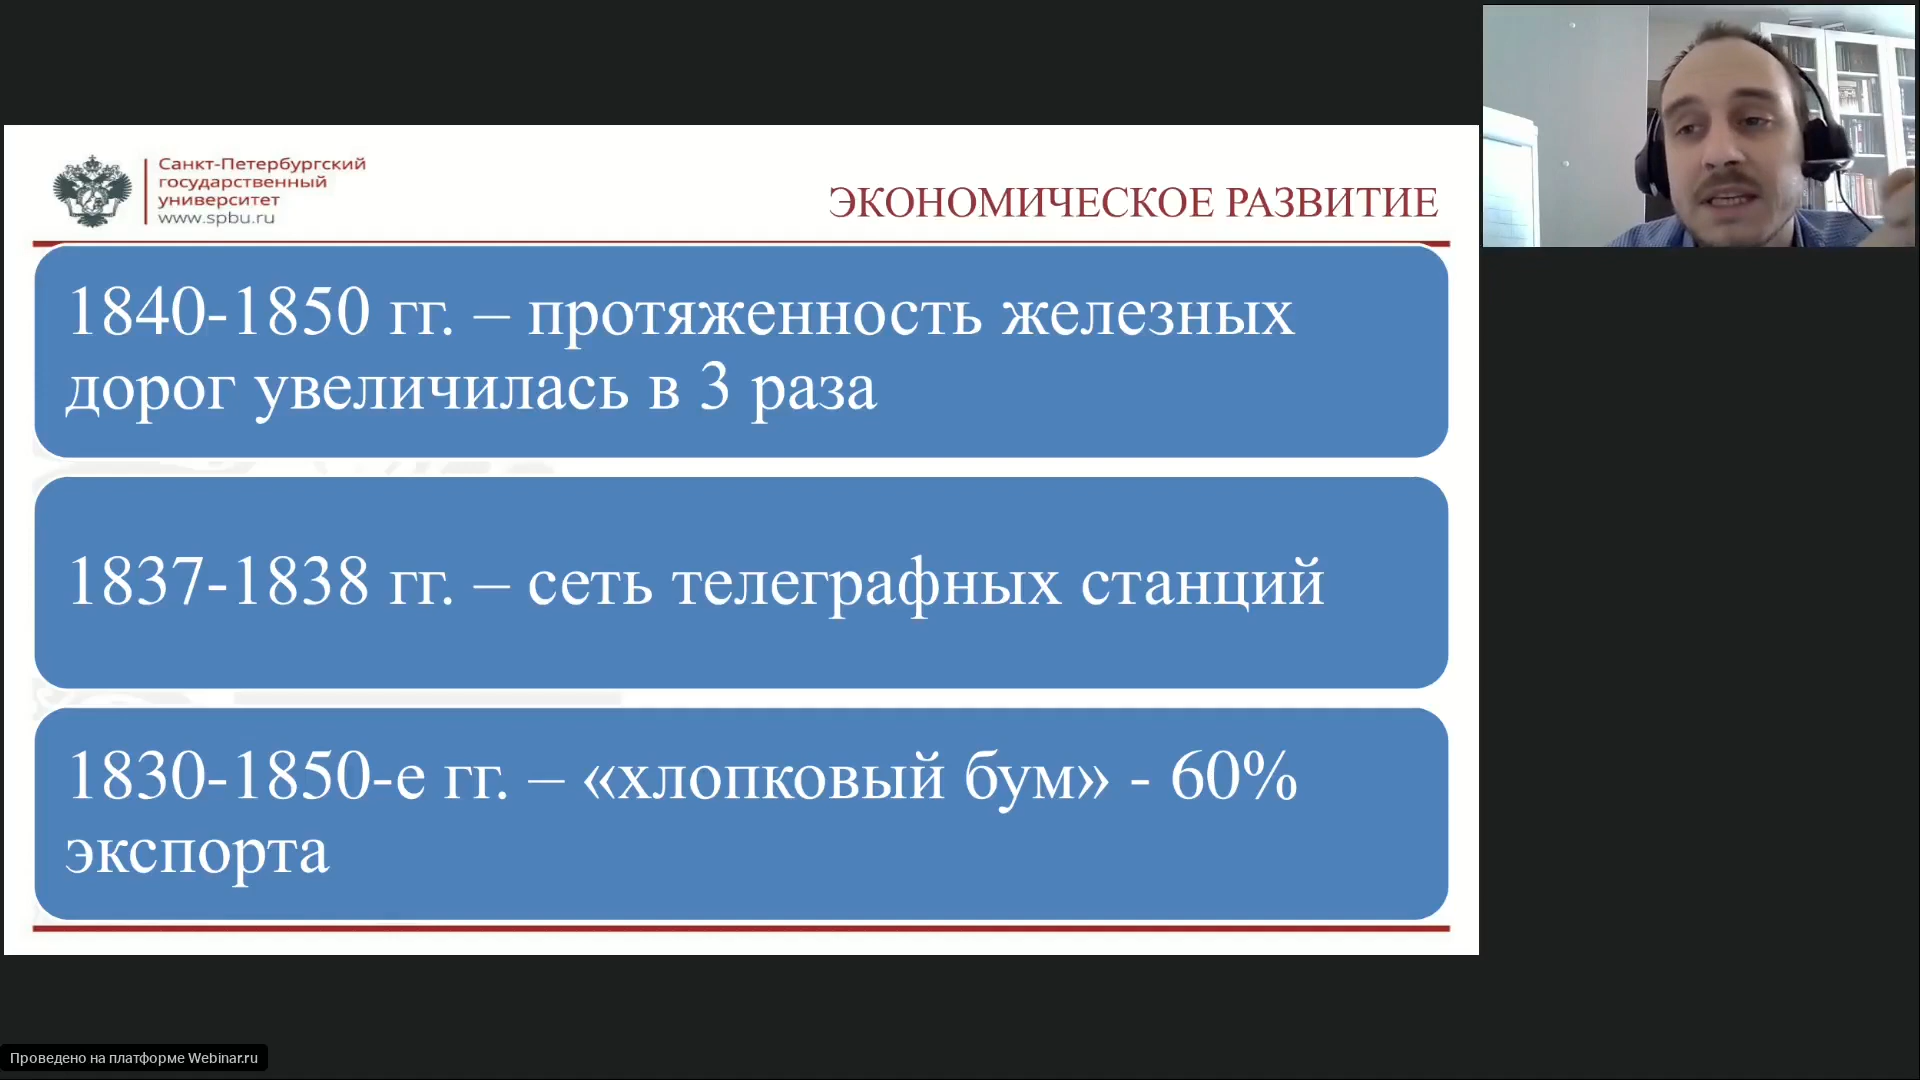 Санкт-Петербургский
государственный
университет
www.spbu.ru
ЭКОНОМИЧЕСКОЕ РАЗВИТИЕ
1840-1850 гг. – протяженность железных
дорог увеличилась в 3 раза
1837-1838 гг. – сеть телеграфных станций
1830-1850-е гг. – «хлопковый бум» - 60%
экспорта
Проведено на платформе Webinar.ru